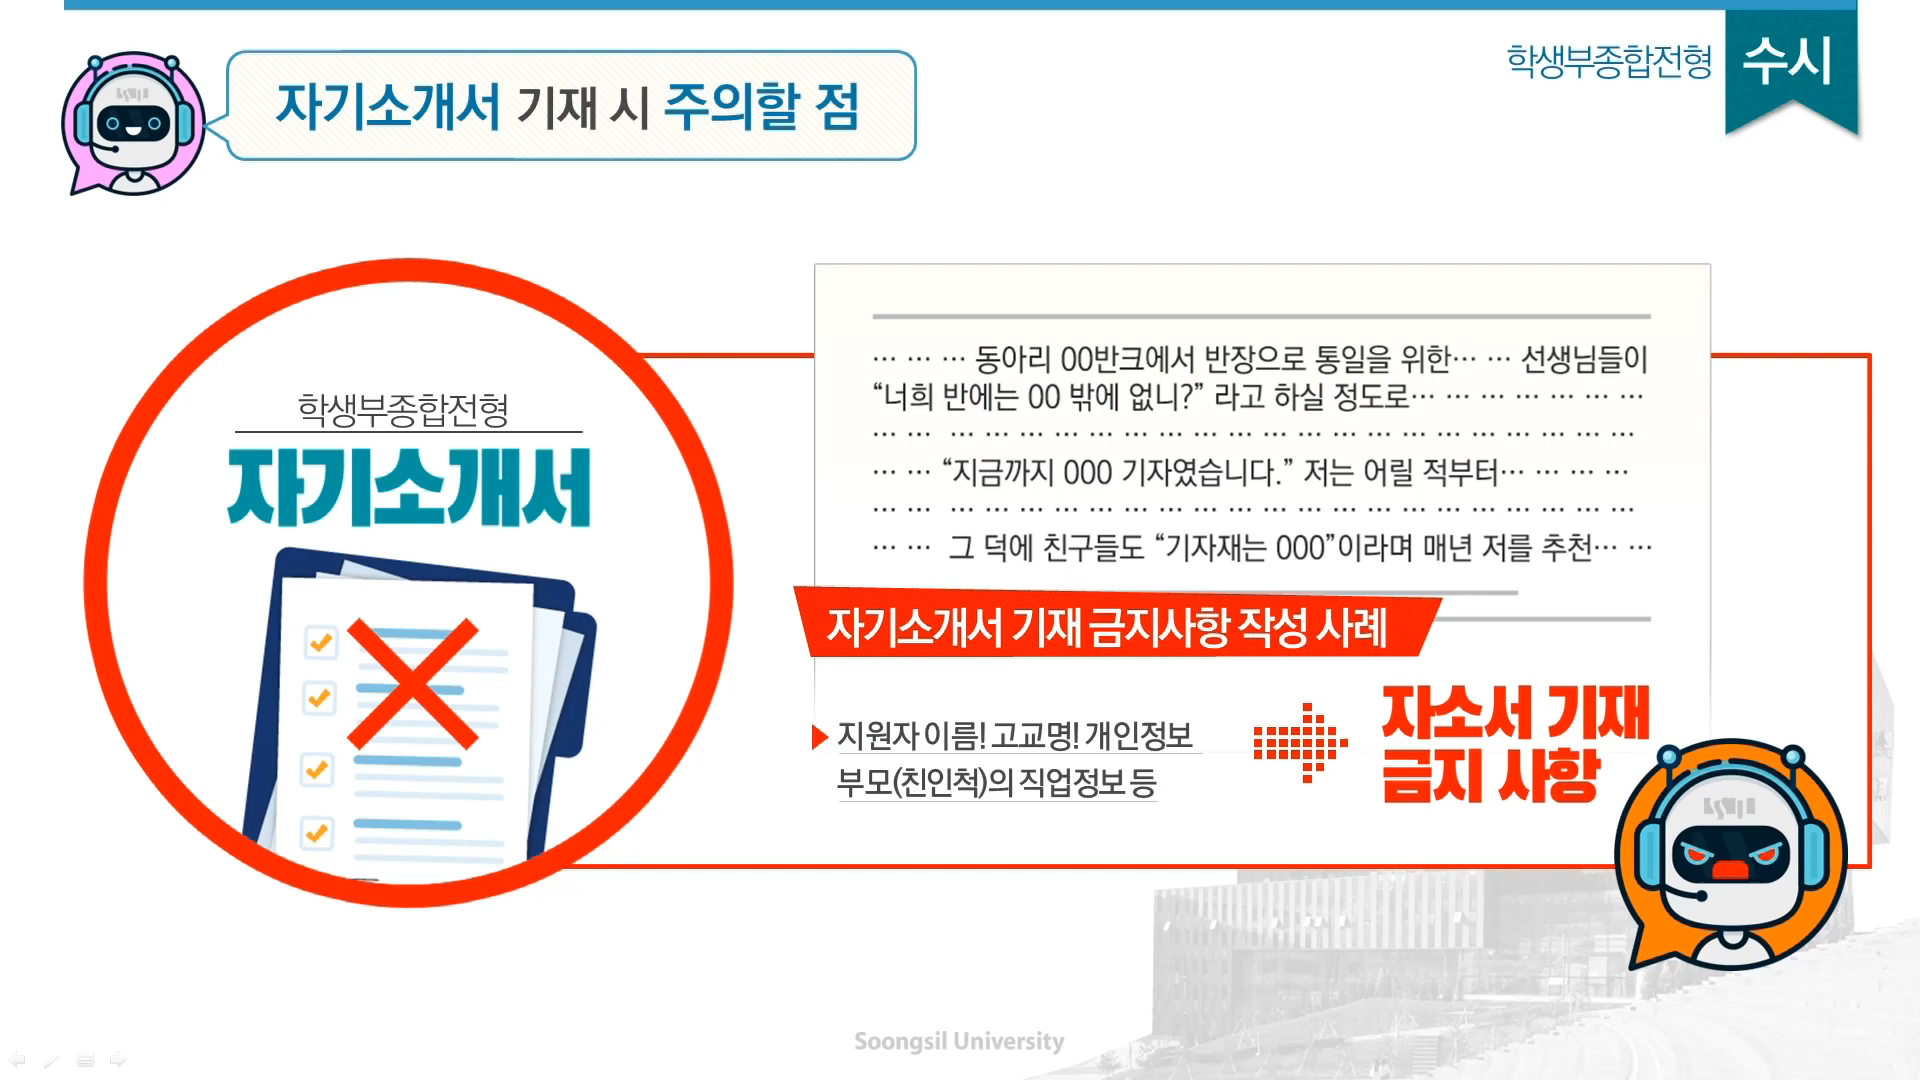 자기소개서 기재 시 주의할 점
학생부종합전형 수시
학생부종합전형
자기소개서
… … … 동아리 00반크에서 반장으로 통일을 위한… … 선생님들이
“너희 반에는 00 밖에 없니?” 라고 하실 정도로… … … … … … …
… … … … … … … … … … … … … … … … … … … … … …
… … “지금까지 000 기자였습니다.” 저는 어릴 적부터… … … …
… … … … … … … … … … … … … … … … … … … … … …
… … 그 덕에 친구들도 “기자재는 000”이라며 매년 저를 추천… …
자기소개서 기재 금지사항 작성 사례
지원자 이름! 고교명! 개인정보
부모(친인척)의 직업정보 등
자소서 기재
금지 사항
Soongsil University